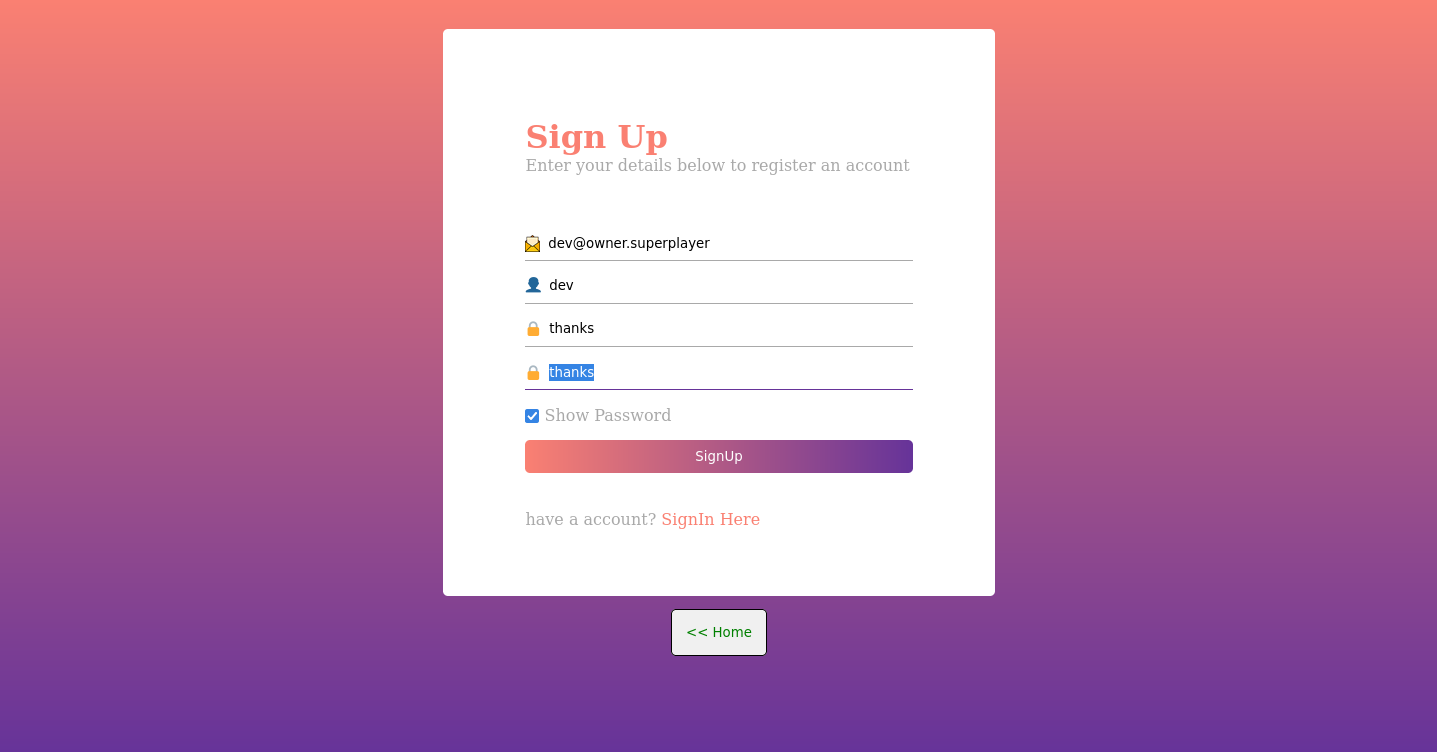 Sign Up
Enter your details below to register an account
dev@owner.superplayer
dev
thanks
thanks
Show Password
SignUp
have a account? SignIn Here
<< Home